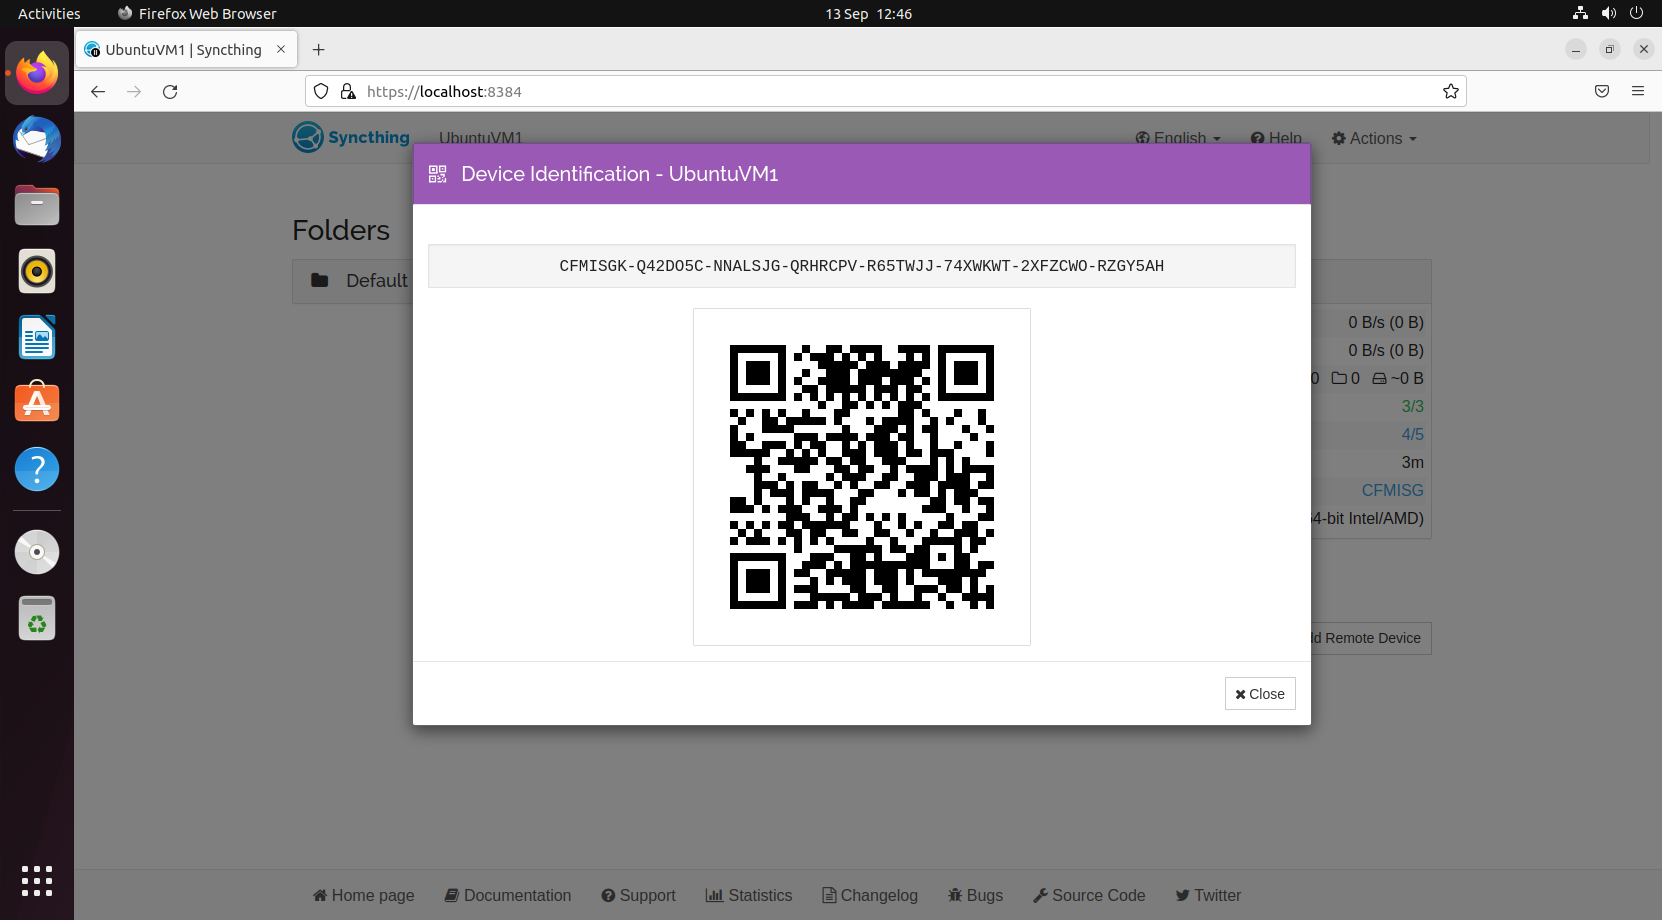 Activities
Firefox Web Browser
13 Sep 12:46
UbuntuVM1 | Syncthing
https://localhost:8384
Syncthing
UbuntuVM1
English
Help
Actions
Device Identification - UbuntuVM1
CFMISGK-Q42DO5C-NNALSJG-QRHRCPV-R65TWJJ-74XWKWT-2XFZCWO-RZGY5AH
Folders
Default
0 B/s (0 B)
0 B/s (0 B)
0 0 ~0 B
3/3
4/5
3m
CFMISG
4-bit Intel/AMD)
Remote Device
Close
Home page
Documentation
Support
Statistics
Changelog
Bugs
Source Code
Twitter